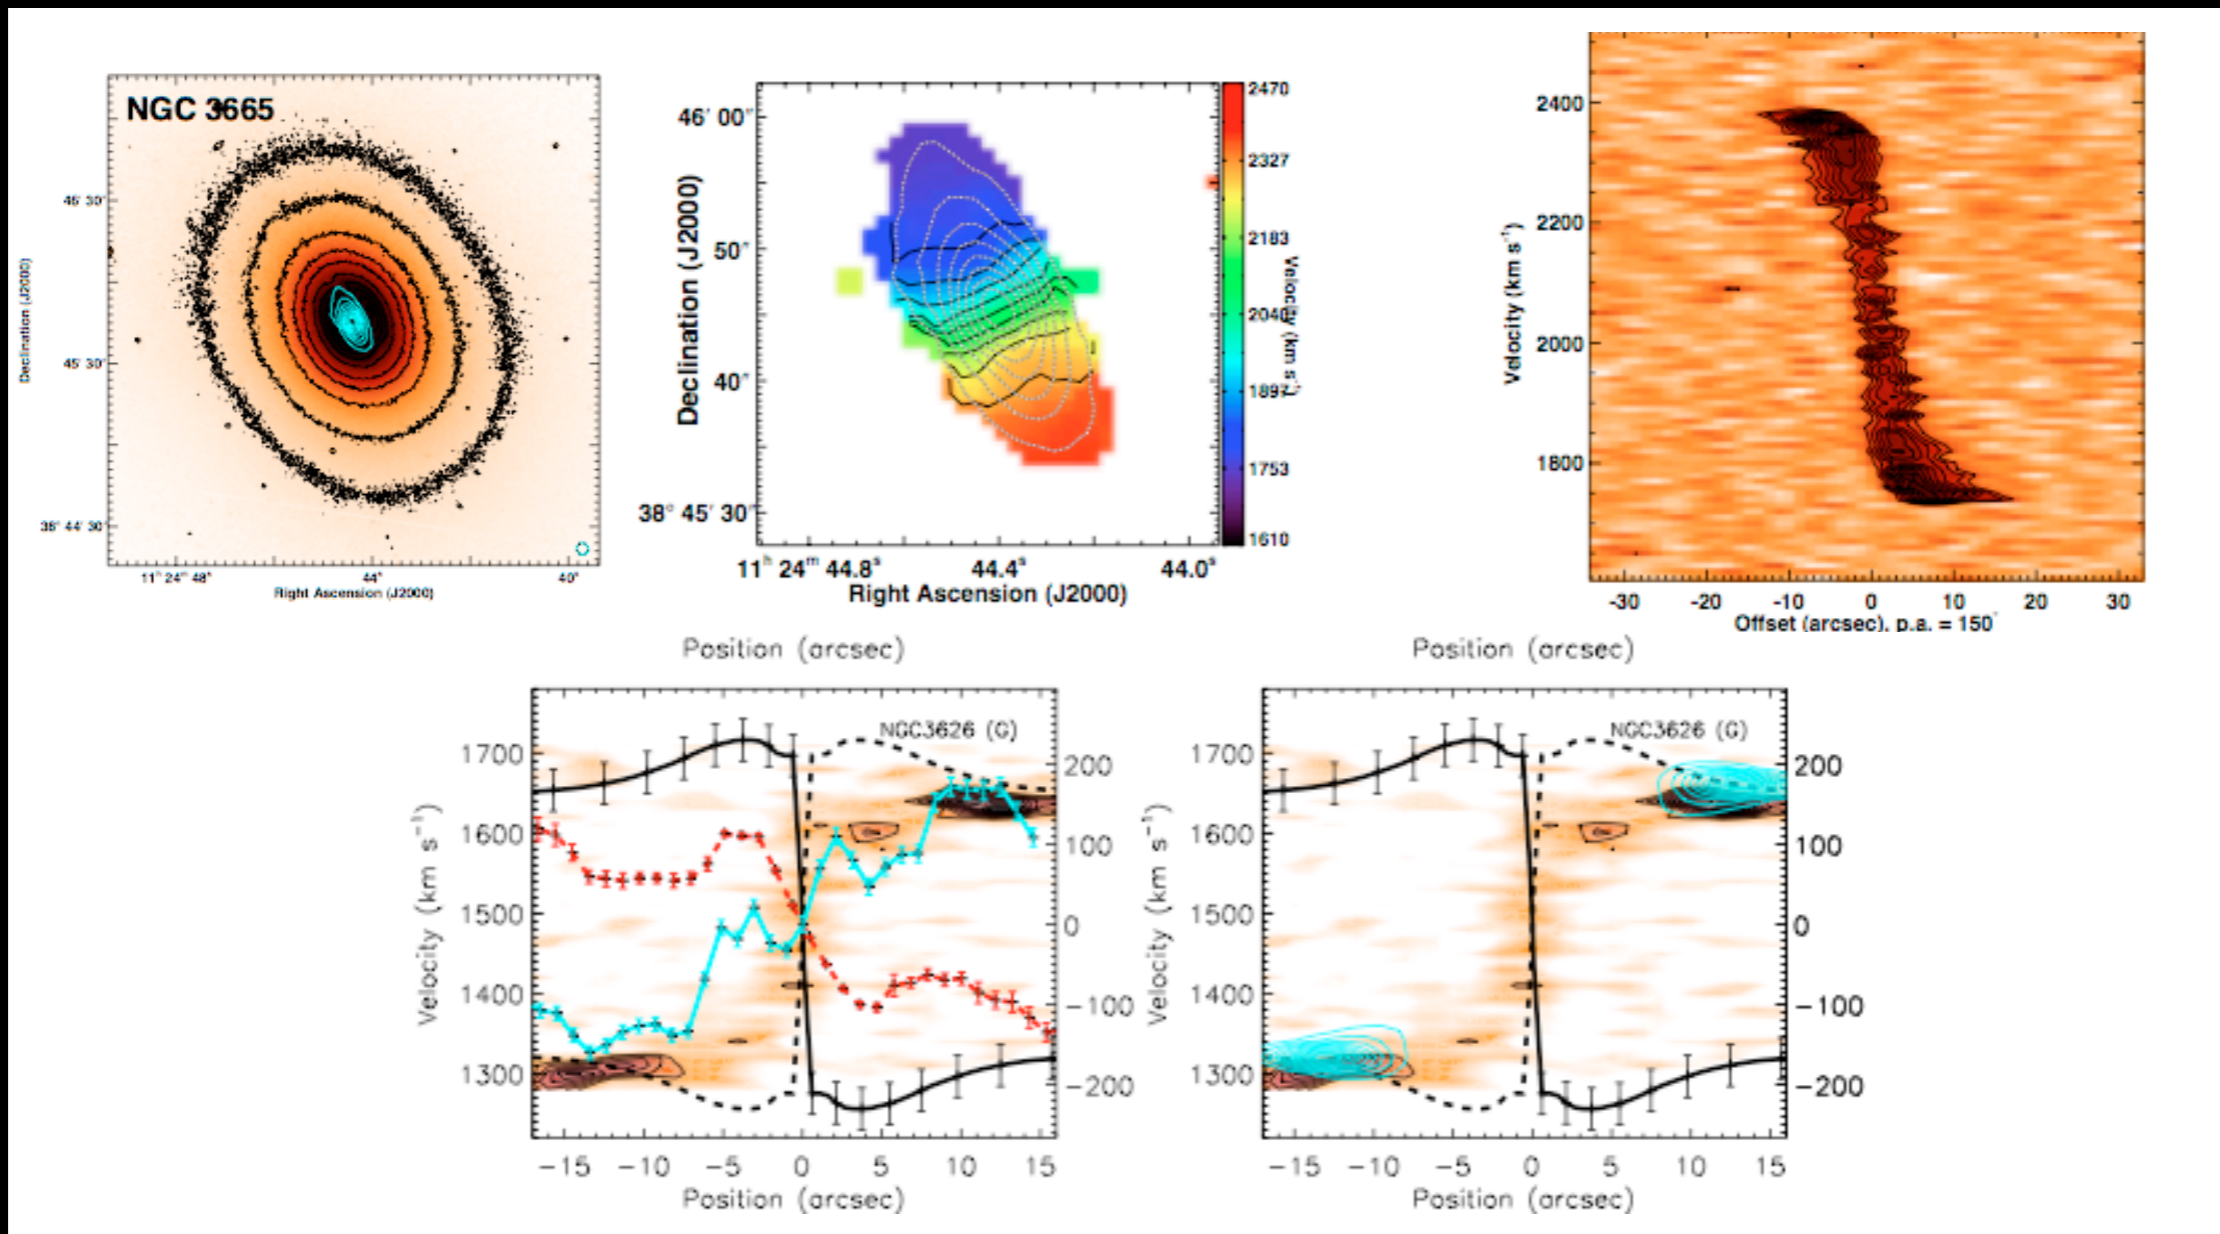 NGC 3665
45' 30"
45' 30"
38° 44' 30"
Declination (J2000)
11h 24m 48s
44s
40s
Right Ascension (J2000)
46' 00"
50"
40"
38° 45' 30"
Declination (J2000)
11h 24m 44.8s
44.4s
44.0s
Right Ascension (J2000)
2470
2327
2183
2040
1897
1753
1610
Velocity (km s-1)
2400
2200
2000
1800
Velocity (km s-1)
-30 -20 -10 0 10 20 30
Offset (arcsec), p.a. = 150°
Position (arcsec)
Position (arcsec)
NGC3626 (G)
1700
1600
1500
1400
1300
Velocity (km s−1)
200
100
0
−100
−200
−15 −10 −5 0 5 10 15
Position (arcsec)
NGC3626 (G)
1700
1600
1500
1400
1300
Velocity (km s−1)
200
100
0
−100
−200
−15 −10 −5 0 5 10 15
Position (arcsec)